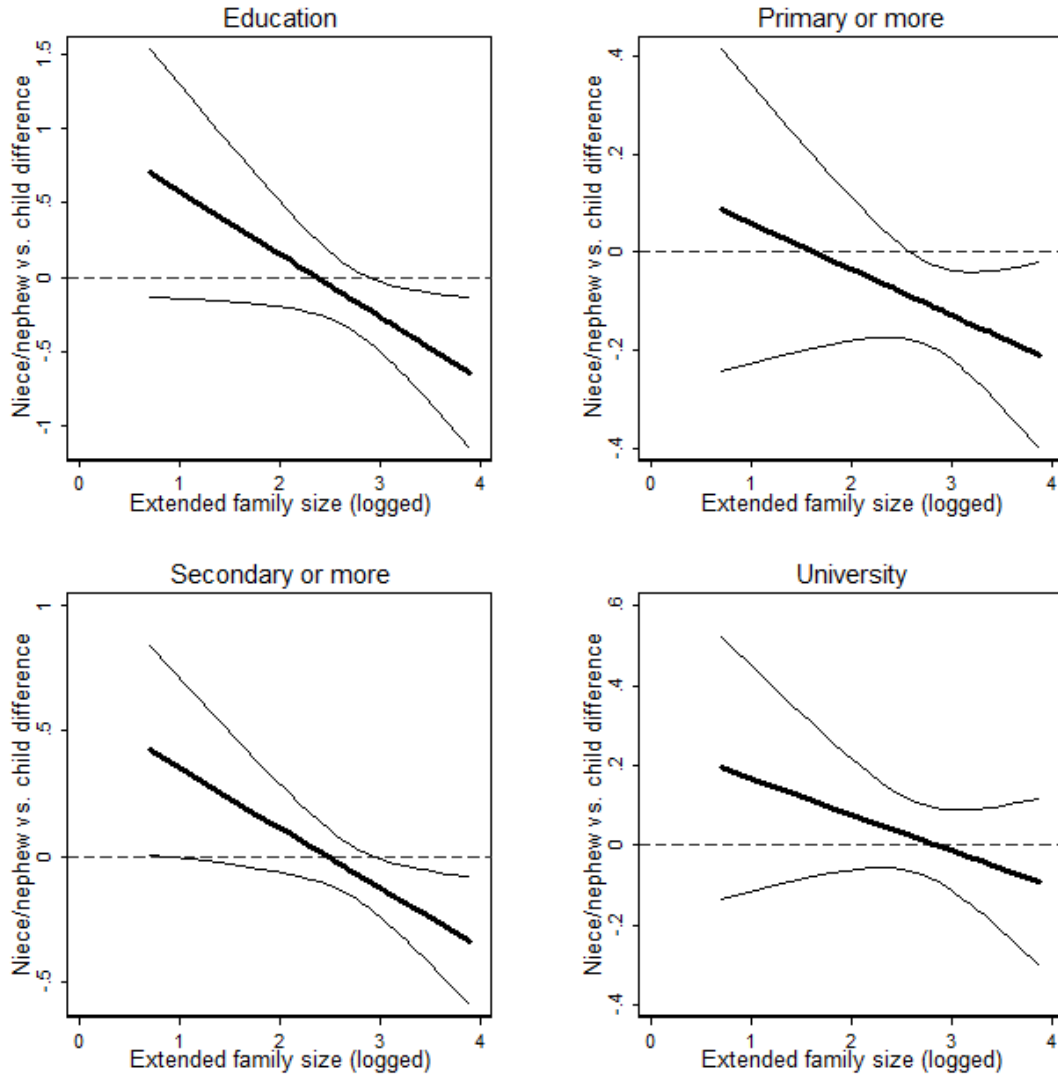 Education
Niece/nephew vs. child difference
1.5
1
.5
0
-.5
-1
0 1 2 3 4
Extended family size (logged)
Primary or more
Niece/nephew vs. child difference
.4
.2
0
-.2
-.4
0 1 2 3 4
Extended family size (logged)
Secondary or more
Niece/nephew vs. child difference
1
.5
0
-.5
0 1 2 3 4
Extended family size (logged)
University
Niece/nephew vs. child difference
.6
.4
.2
0
-.2
-.4
0 1 2 3 4
Extended family size (logged)